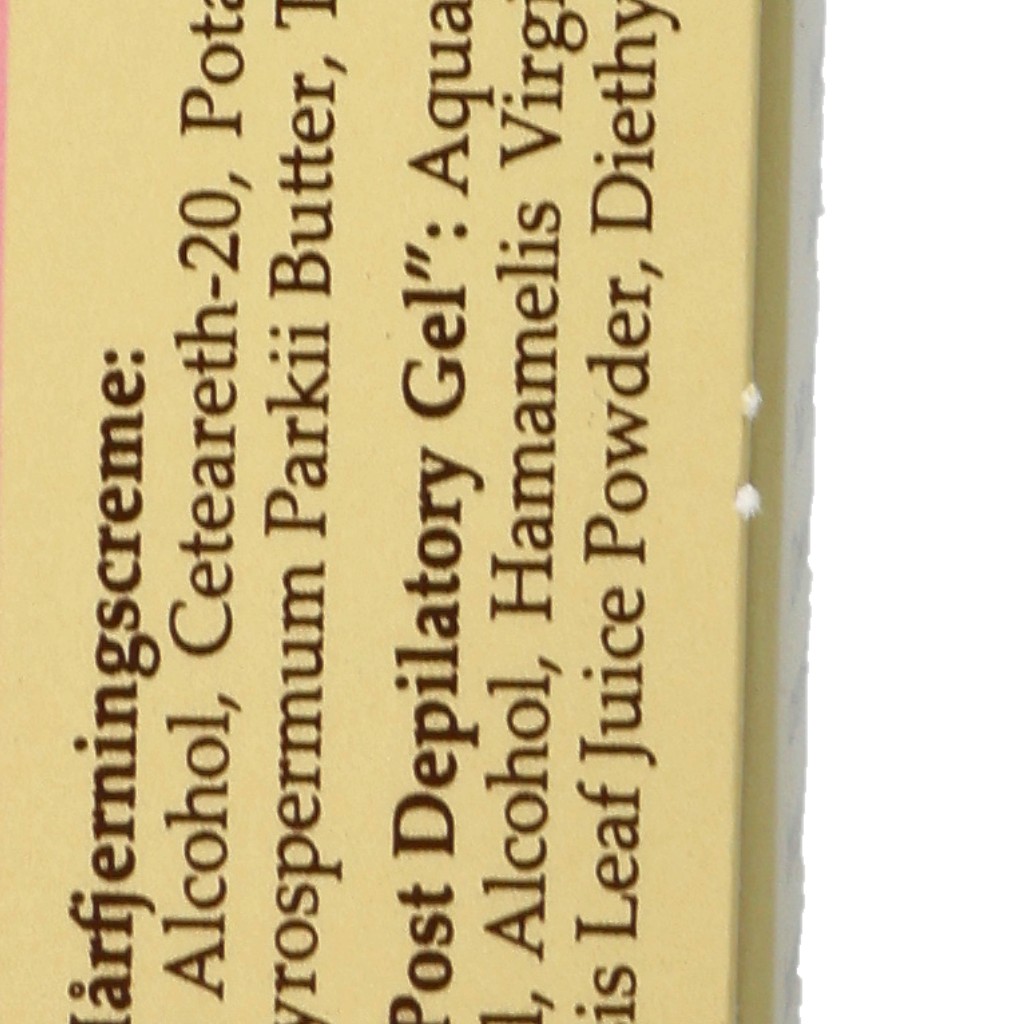 Hårfjerningscreme:
Alcohol, Ceteareth-20, Pota
yrospermum Parkii Butter, T
Post Depilatory Gel”: Aqua
l, Alcohol, Hamamelis Virgi
is Leaf Juice Powder, Diethy